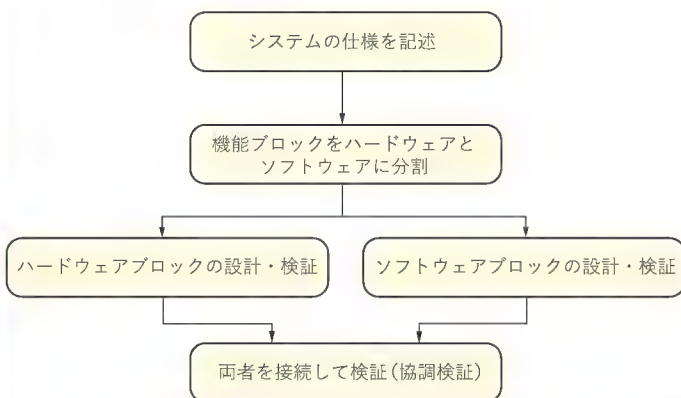 システムの仕様を記述
機能ブロックをハードウェアと
ソフトウェアに分割
ハードウェアブロックの設計・検証
ソフトウェアブロックの設計・検証
両者を接続して検証(協調検証)